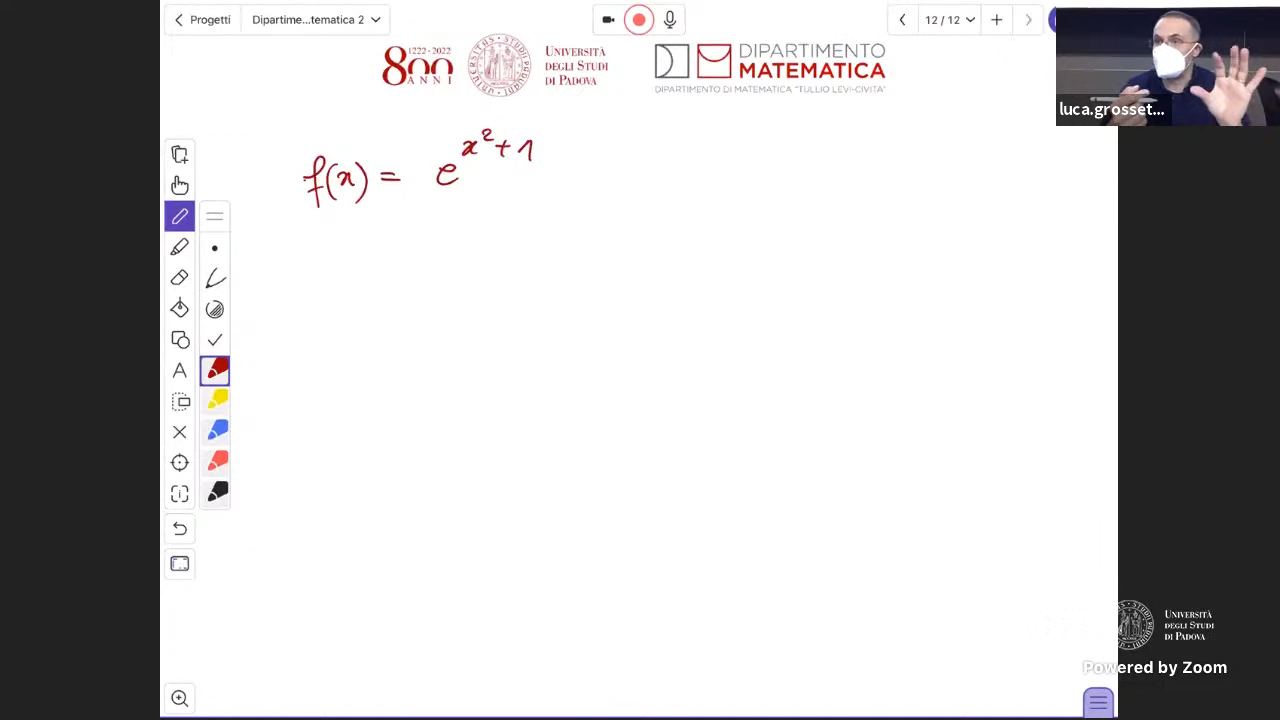 Progetti
Dipartime...tematica 2
12 / 12
luca.grosset...
1222-2022
800
ANNI
UNIVERSITÀ
DEGLI STUDI
DI PADOVA
DIPARTIMENTO
MATEMATICA
DIPARTIMENTO DI MATEMATICA "TULLIO LEVI-CIVITA"
f(x) = e^{x^2+1}
A
UNIVERSITÀ
DEGLI STUDI
DI PADOVA
Powered by Zoom